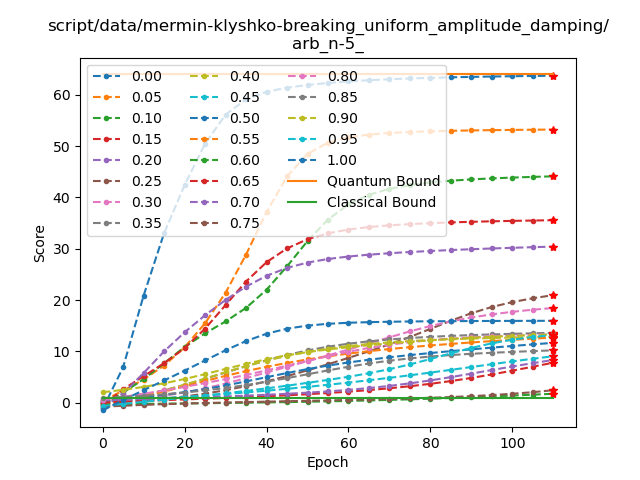 script/data/mermin-klyshko-breaking_uniform_amplitude_damping/
arb_n-5_
0.00 0.40 0.80
0.05 0.45 0.85
0.10 0.50 0.90
0.15 0.55 0.95
0.20 0.60 1.00
0.25 0.65 Quantum Bound
0.30 0.70 Classical Bound
0.35 0.75
60
50
40
30
20
10
0
Score
0 20 40 60 80 100
Epoch